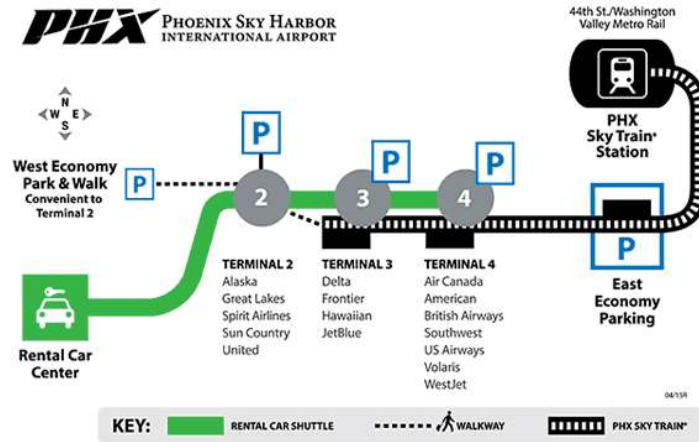 PHX PHOENIX SKY HARBOR
INTERNATIONAL AIRPORT
44th St./Washington
Valley Metro Rail
PHX
Sky Train®
Station
N
W E
S
West Economy
Park & Walk
Convenient to
Terminal 2
P
P
P
P
2
3
4
P
East
Economy
Parking
Rental Car
Center
TERMINAL 2
Alaska
Great Lakes
Spirit Airlines
Sun Country
United
TERMINAL 3
Delta
Frontier
Hawaiian
JetBlue
TERMINAL 4
Air Canada
American
British Airways
Southwest
US Airways
Volaris
WestJet
04/15R
KEY: RENTAL CAR SHUTTLE WALKWAY PHX SKY TRAIN®